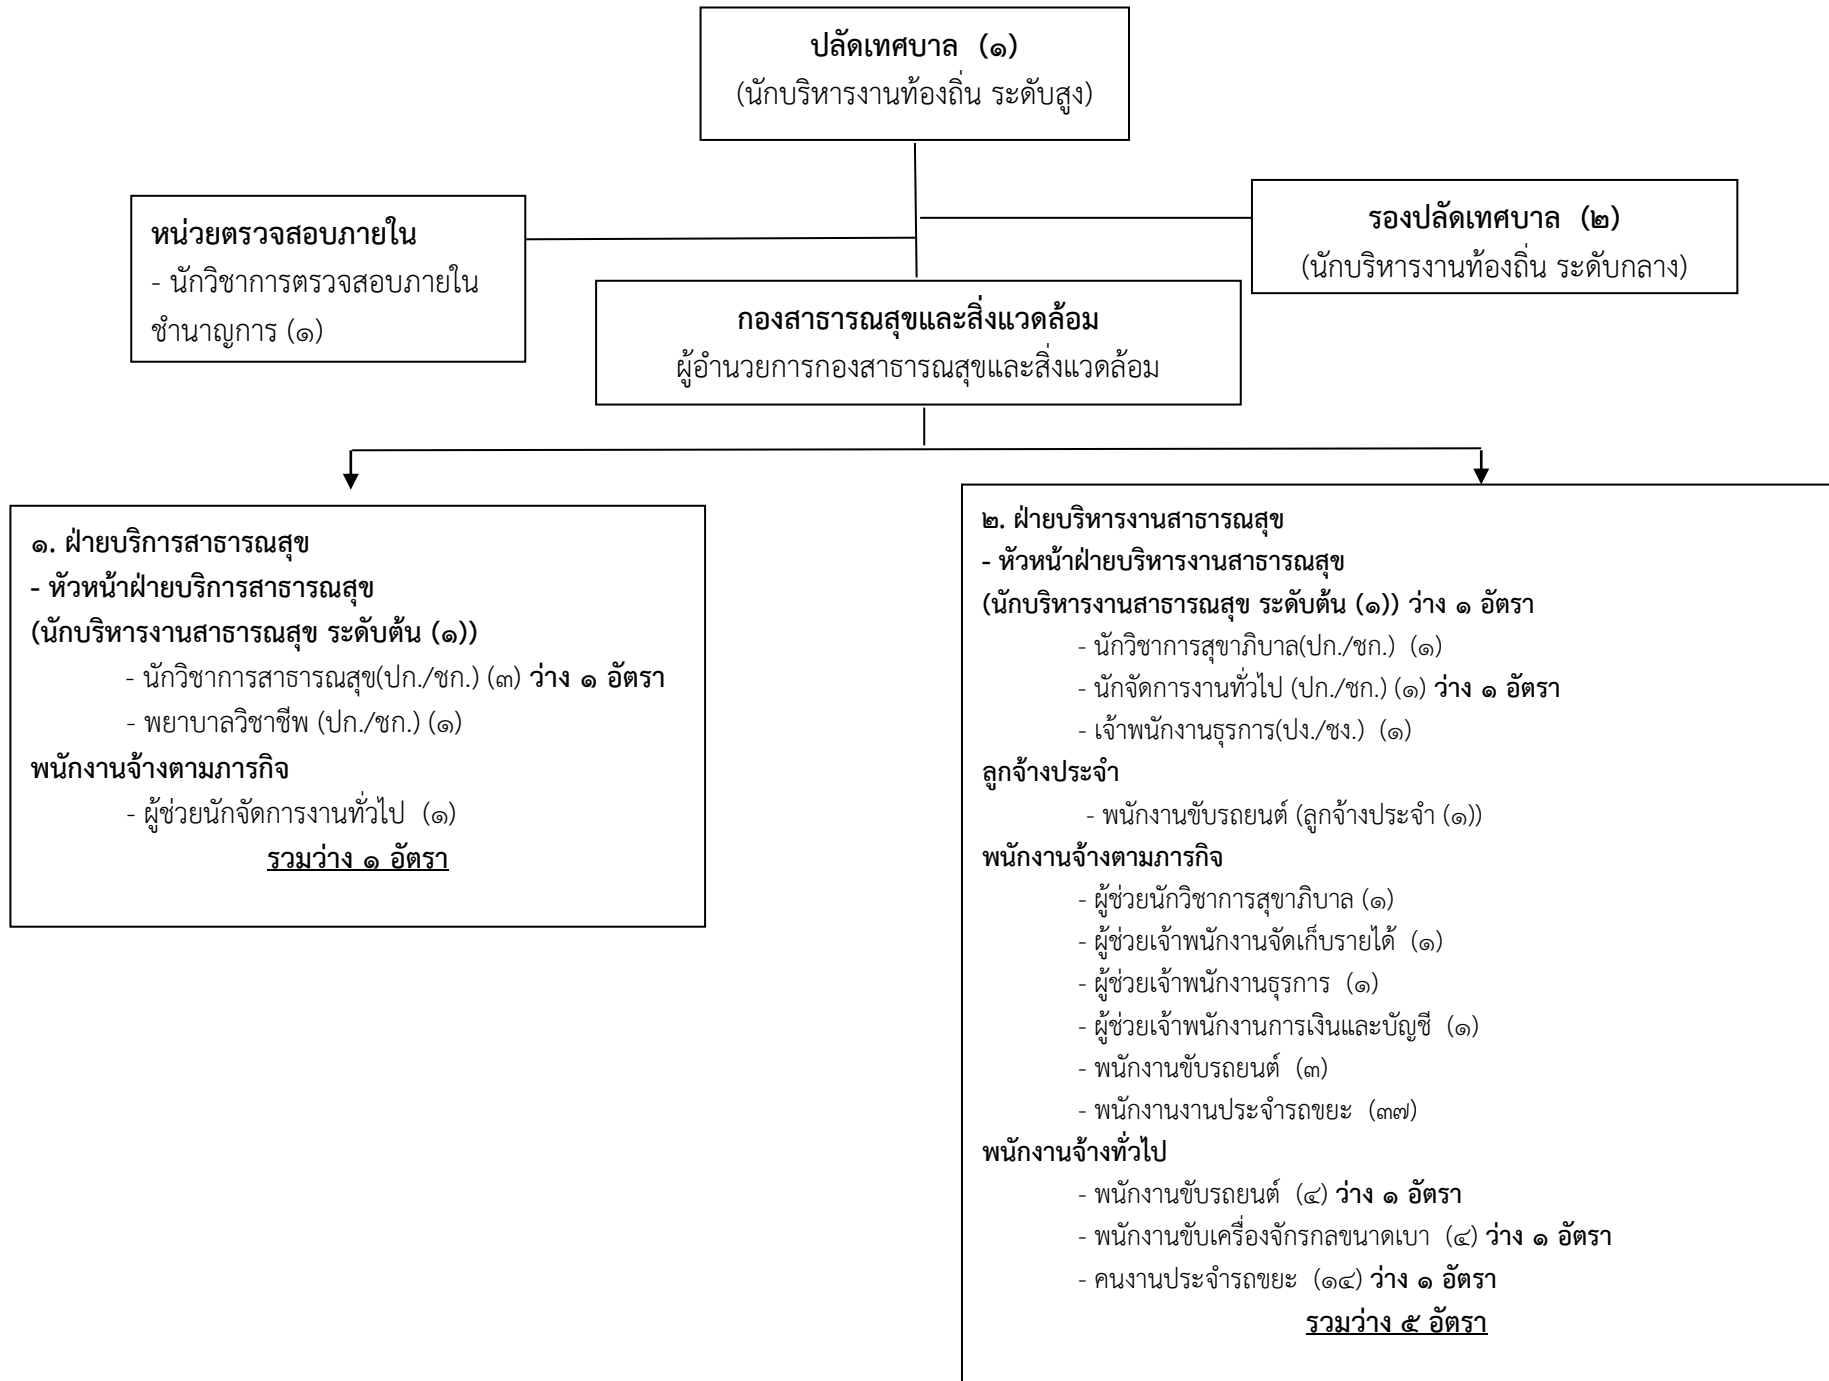 ปลัดเทศบาล (๑)
(นักบริหารงานท้องถิ่น ระดับสูง)
หน่วยตรวจสอบภายใน
- นักวิชาการตรวจสอบภายใน
ชำนาญการ (๑)
รองปลัดเทศบาล (๒)
(นักบริหารงานท้องถิ่น ระดับกลาง)
กองสาธารณสุขและสิ่งแวดล้อม
ผู้อำนวยการกองสาธารณสุขและสิ่งแวดล้อม
๑. ฝ่ายบริการสาธารณสุข
- หัวหน้าฝ่ายบริการสาธารณสุข
(นักบริหารงานสาธารณสุข ระดับต้น (๑))
- นักวิชาการสาธารณสุข(ปก./ชก.) (๓) ว่าง ๑ อัตรา
- พยาบาลวิชาชีพ (ปก./ชก.) (๑)
พนักงานจ้างตามภารกิจ
- ผู้ช่วยนักจัดการงานทั่วไป (๑)
รวมว่าง ๑ อัตรา
๒. ฝ่ายบริหารงานสาธารณสุข
- หัวหน้าฝ่ายบริหารงานสาธารณสุข
(นักบริหารงานสาธารณสุข ระดับต้น (๑)) ว่าง ๑ อัตรา
- นักวิชาการสุขาภิบาล(ปก./ชก.) (๑)
- นักจัดการงานทั่วไป (ปก./ชก.) (๑) ว่าง ๑ อัตรา
- เจ้าพนักงานธุรการ(ปง./ชง.) (๑)
ลูกจ้างประจำ
- พนักงานขับรถยนต์ (ลูกจ้างประจำ (๑))
พนักงานจ้างตามภารกิจ
- ผู้ช่วยนักวิชาการสุขาภิบาล (๑)
- ผู้ช่วยเจ้าพนักงานจัดเก็บรายได้ (๑)
- ผู้ช่วยเจ้าพนักงานธุรการ (๑)
- ผู้ช่วยเจ้าพนักงานการเงินและบัญชี (๑)
- พนักงานขับรถยนต์ (๓)
- พนักงานงานประจำรถขยะ (๓๗)
พนักงานจ้างทั่วไป
- พนักงานขับรถยนต์ (๔) ว่าง ๑ อัตรา
- พนักงานขับเครื่องจักรกลขนาดเบา (๔) ว่าง ๑ อัตรา
- คนงานประจำรถขยะ (๑๔) ว่าง ๑ อัตรา
รวมว่าง ๕ อัตรา